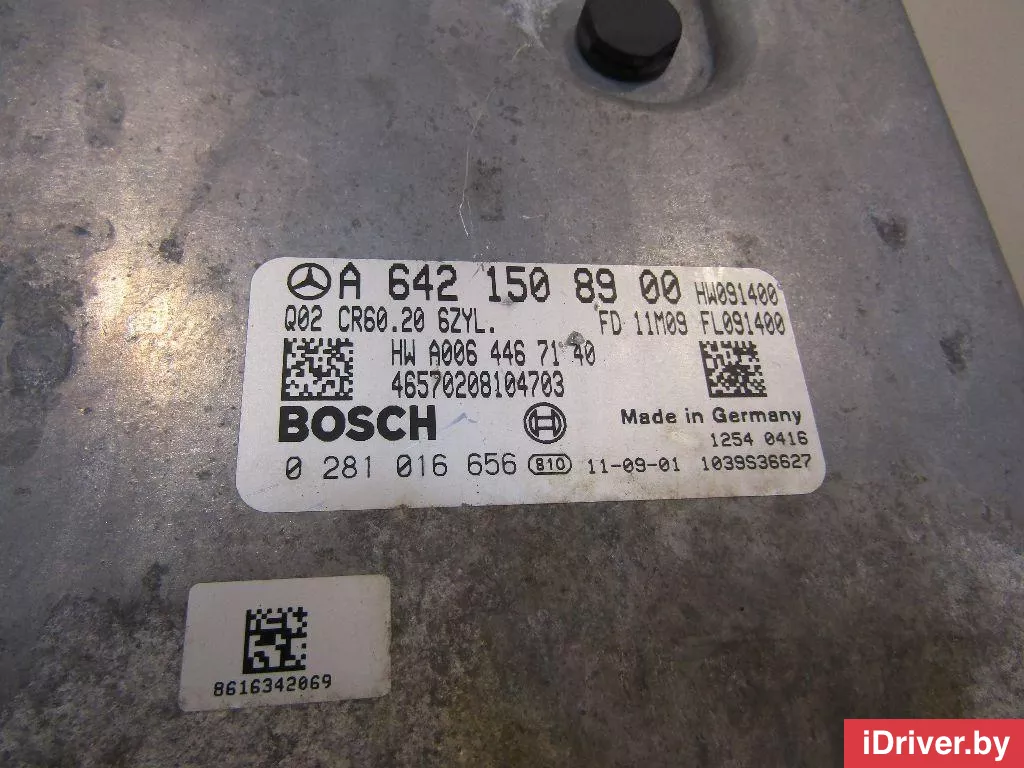 A 642 150 89 00 HW091400
Q02 CR60.20 6ZYL. FD 11M09 FL091400
HW A006 446 71 40
46570208104703
BOSCH Made in Germany
1254 0416
0 281 016 656 810 11-09-01 1039S36627
8616342069
iDriver.by